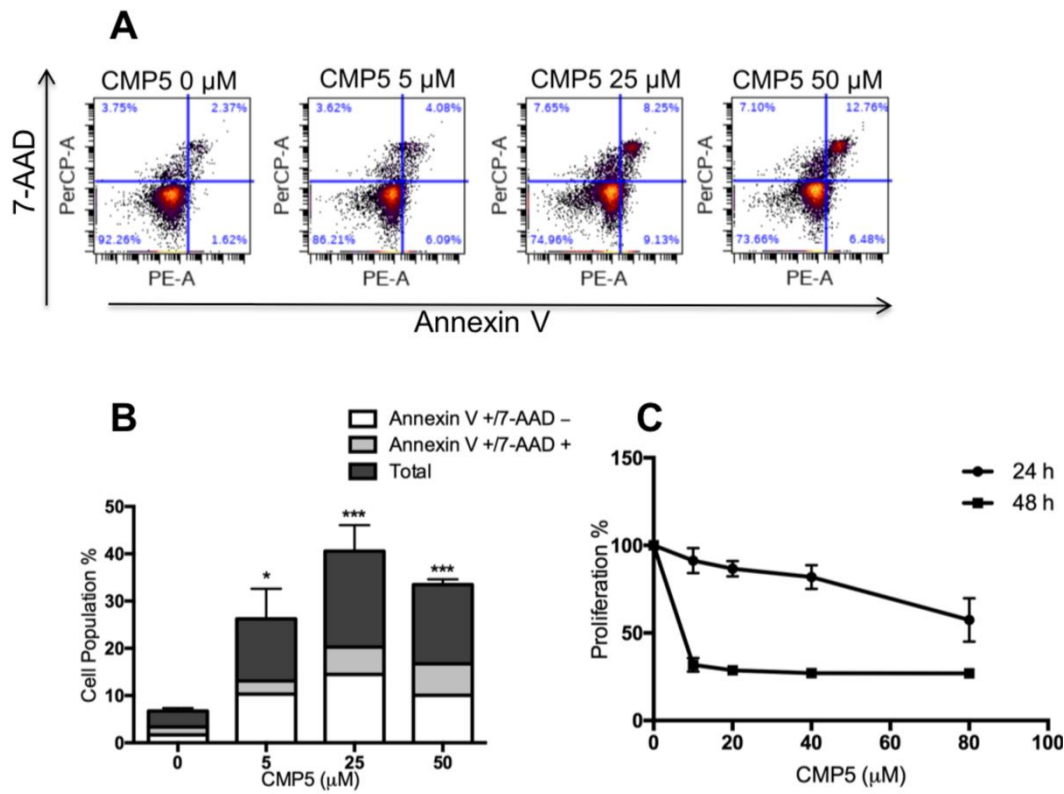 A
CMP5 0 µM
CMP5 5 µM
CMP5 25 µM
CMP5 50 µM
7-AAD
PerCP-A
3.75%
2.37%
92.26%
1.62%
PE-A
PerCP-A
3.62%
4.08%
86.21%
6.09%
PE-A
PerCP-A
7.65%
8.25%
74.96%
9.13%
PE-A
PerCP-A
7.10%
12.76%
73.66%
6.48%
PE-A
Annexin V
B
Annexin V +/7-AAD –
Annexin V +/7-AAD +
Total
Cell Population %
50
40
30
20
10
0
*
***
***
0 5 25 50
CMP5 (µM)
C
24 h
48 h
Proliferation %
150
100
50
0
0 20 40 60 80 100
CMP5 (µM)